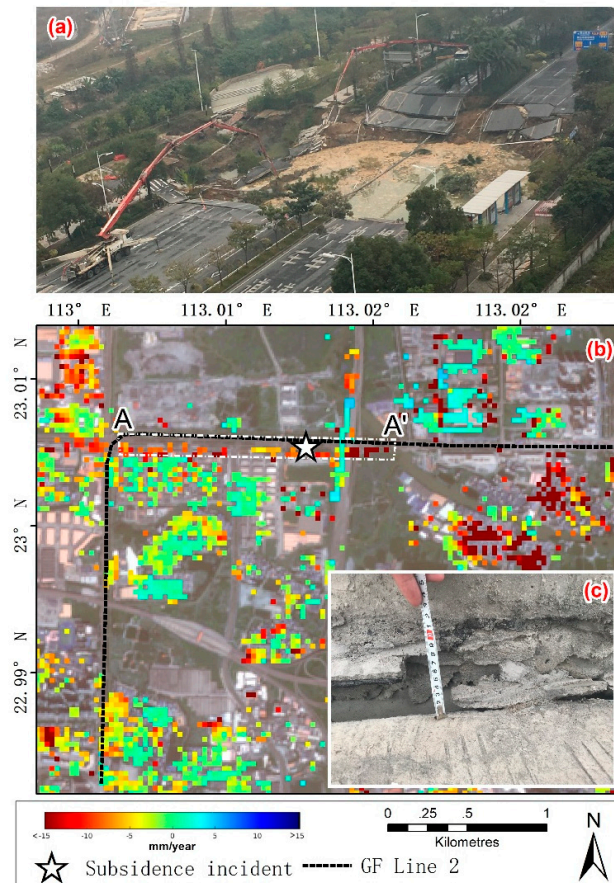 (a)
113° E 113.01° E 113.02° E 113.02° E
(b)
23.01° N
A A'
23° N
(c)
22.99° N
<-15 -10 -5 0 5 10 >15
mm/year
0 .25 .5 1
Kilometres
N
Subsidence incident GF Line 2